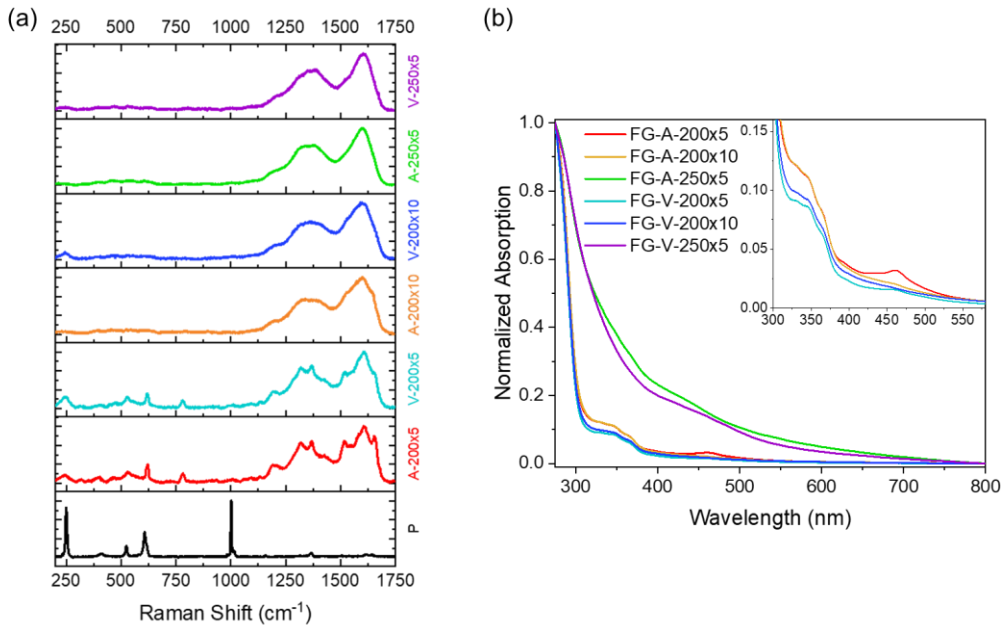 (a)
200 250 500 750 1000 1250 1500 1750
V-250x5
A-250x5
V-200x10
A-200x10
V-200x5
A-200x5
P
250 250 500 750 1000 1250 1500 1750
Raman Shift (cm⁻¹)
(b)
Normalized Absorption
1.0
0.8
0.6
0.4
0.2
0.0
FG-A-200x5
FG-A-200x10
FG-A-250x5
FG-V-200x5
FG-V-200x10
FG-V-250x5
0.15
0.10
0.05
0.00
300 350 400 450 500 550
300 400 500 600 700 800
Wavelength (nm)